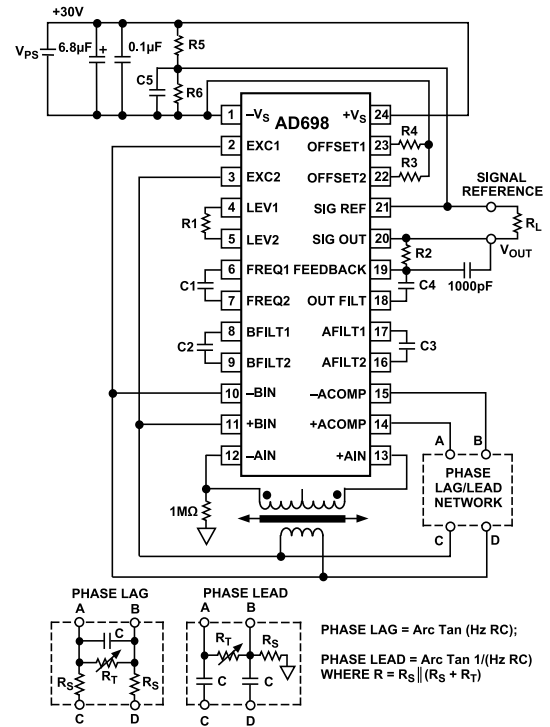 +30V
VPS
6.8µF
+
0.1µF
R5
C5
R6
AD698
1 –VS
+VS 24
2 EXC1
OFFSET1 23
R4
3 EXC2
OFFSET2 22
R3
SIGNAL
REFERENCE
4 LEV1
SIG REF 21
R1
RL
5 LEV2
SIG OUT 20
VOUT
R2
6 FREQ1
FEEDBACK 19
1000pF
C1
C4
7 FREQ2
OUT FILT 18
8 BFILT1
AFILT1 17
C2
C3
9 BFILT2
AFILT2 16
10 –BIN
–ACOMP 15
11 +BIN
+ACOMP 14
12 –AIN
+AIN 13
A B
PHASE
LAG/LEAD
NETWORK
C D
1MΩ
PHASE LAG
A B
C
RT
RS
RS
C D
PHASE LEAD
A B
RT
RS
C
C
C D
PHASE LAG = Arc Tan (Hz RC);
PHASE LEAD = Arc Tan 1/(Hz RC)
WHERE R = RS||(RS + RT)